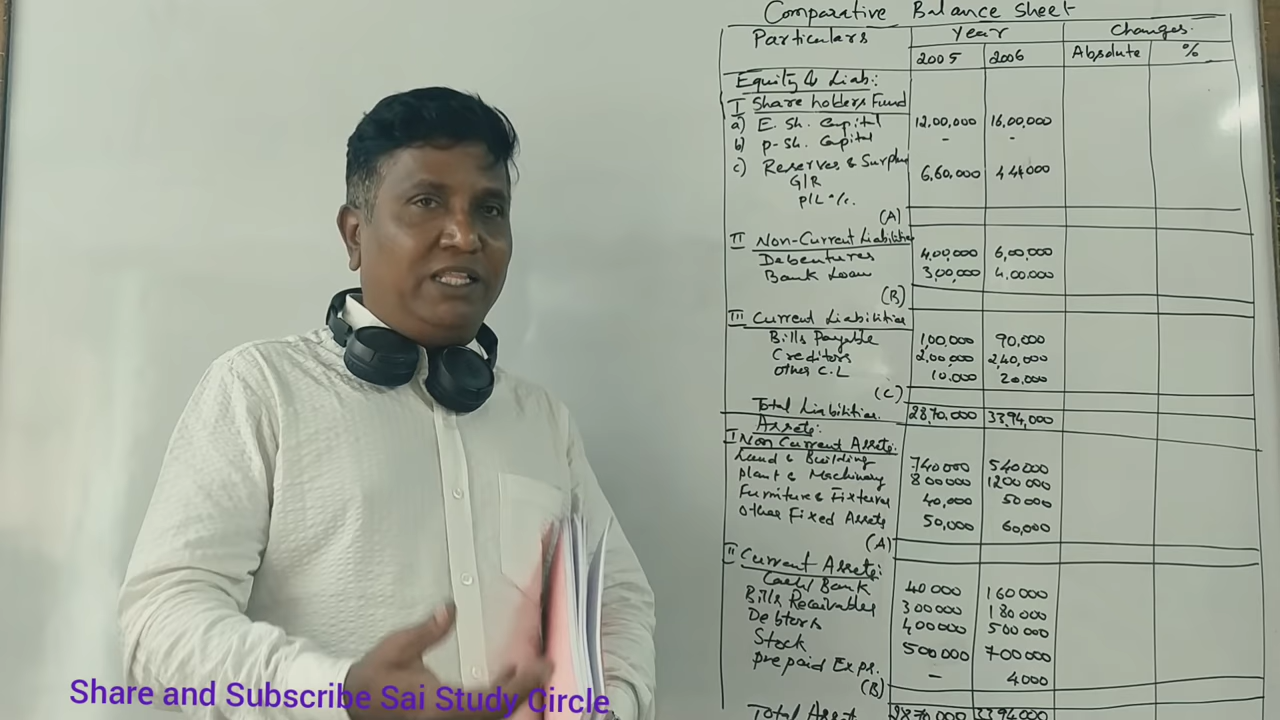 Comparative Balance Sheet
Particulars Year Changes.
2005 2006 Absolute %
Equity & Liab:
I Share holders Fund
a) E. Sh. Capital 12,00,000 16,00,000
b) P-Sh. Capital - -
c) Reserves & Surplus 6,60,000 4 44000
G/R
P/L a/c.
(A)
II Non-Current Liabilities
Debentures 4,00,000 6,00,000
Bank Loan 3,00,000 4,00,000
(B)
III Current Liabilities
Bills Payable 1,00,000 90,000
Creditors 2,00,000 2,40,000
Other C.L 10,000 20,000
(C)
Total Liabilities. 28,70,000 33,94,000
Assets:
I Non Current Assets:
Land & Building 740000 540000
Plant & Machinery 800000 1200000
Furniture & Fixtures 40,000 50000
Other Fixed Assets 50,000 60,000
(A)
II Current Assets:
Cash/Bank 40000 160000
Bills Receivables 300000 180000
Debtors 400000 500000
Stock 500000 700000
Prepaid Exps. - 4000
(B)
Total Asset 2870000 3394000
Share and Subscribe Sai Study Circle